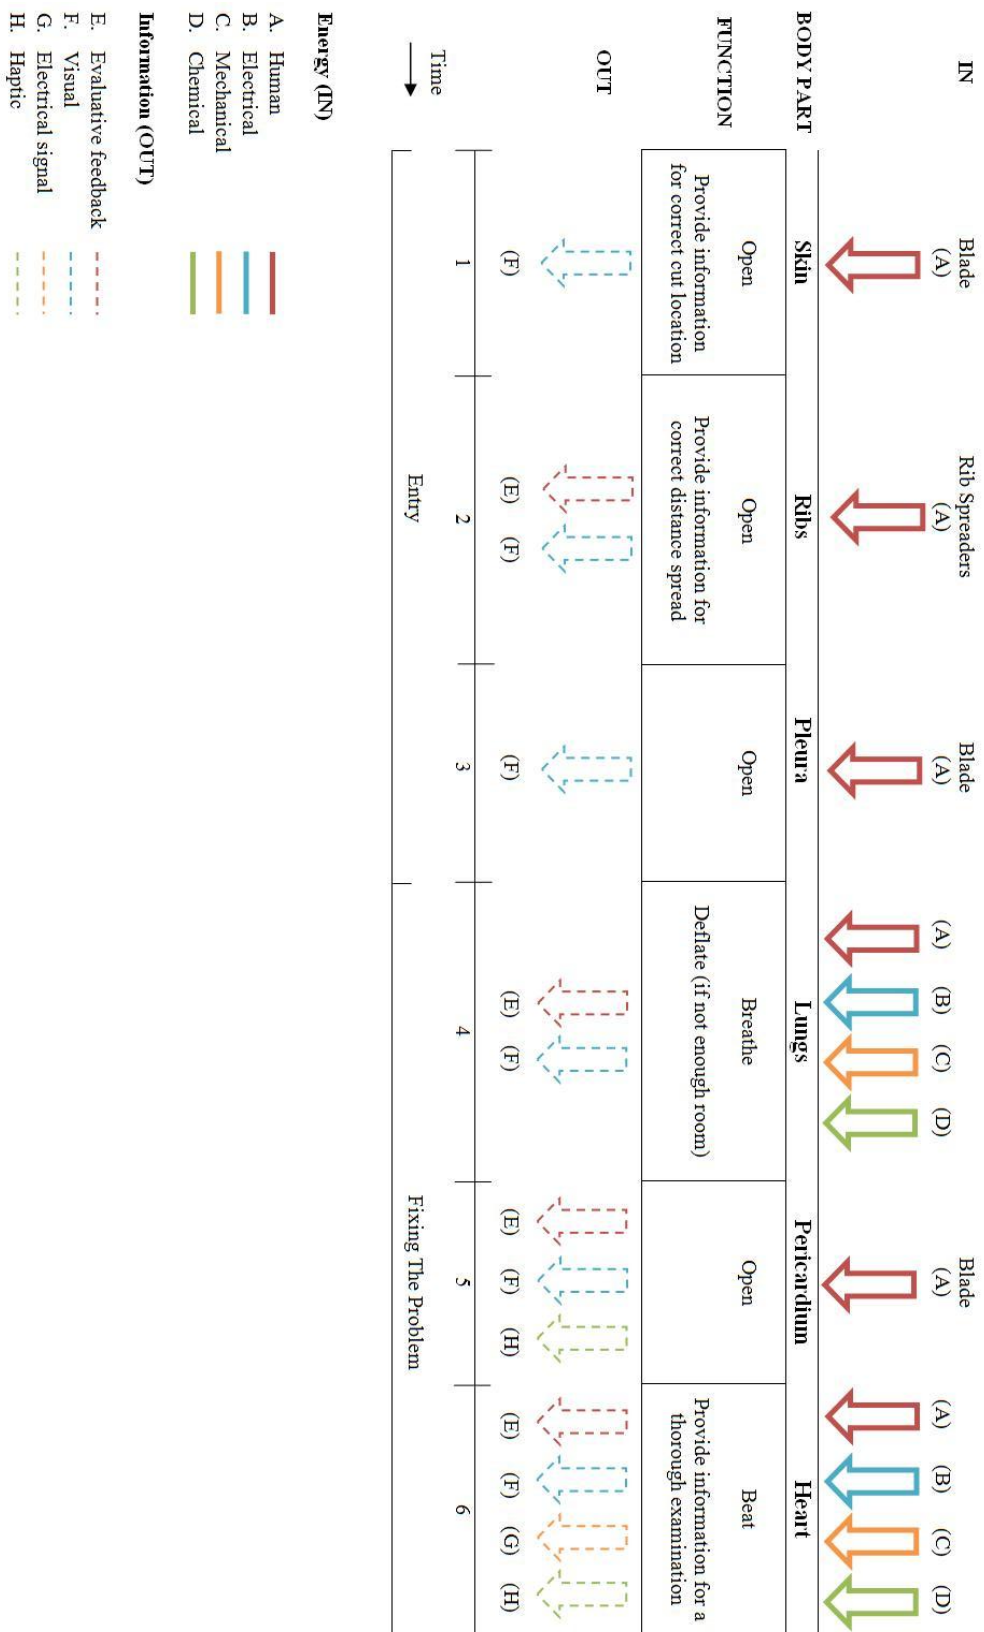 IN
Blade
(A)
Rib Spreaders
(A)
Blade
(A)
(A) (B) (C) (D)
Blade
(A)
(A) (B) (C) (D)
BODY PART Skin Ribs Pleura Lungs Pericardium Heart
FUNCTION
Open
Provide information
for correct cut location
Open
Provide information for
correct distance spread
Open
Breathe
Deflate (if not enough room)
Open
Beat
Provide information for a
thorough examination
OUT
(F) (E) (F) (F) (E) (F) (E) (F) (H) (E) (F) (G) (H)
Time
1 2 3 4 5 6
Entry Fixing The Problem
Energy (IN)
A. Human
B. Electrical
C. Mechanical
D. Chemical
Information (OUT)
E. Evaluative feedback
F. Visual
G. Electrical signal
H. Haptic